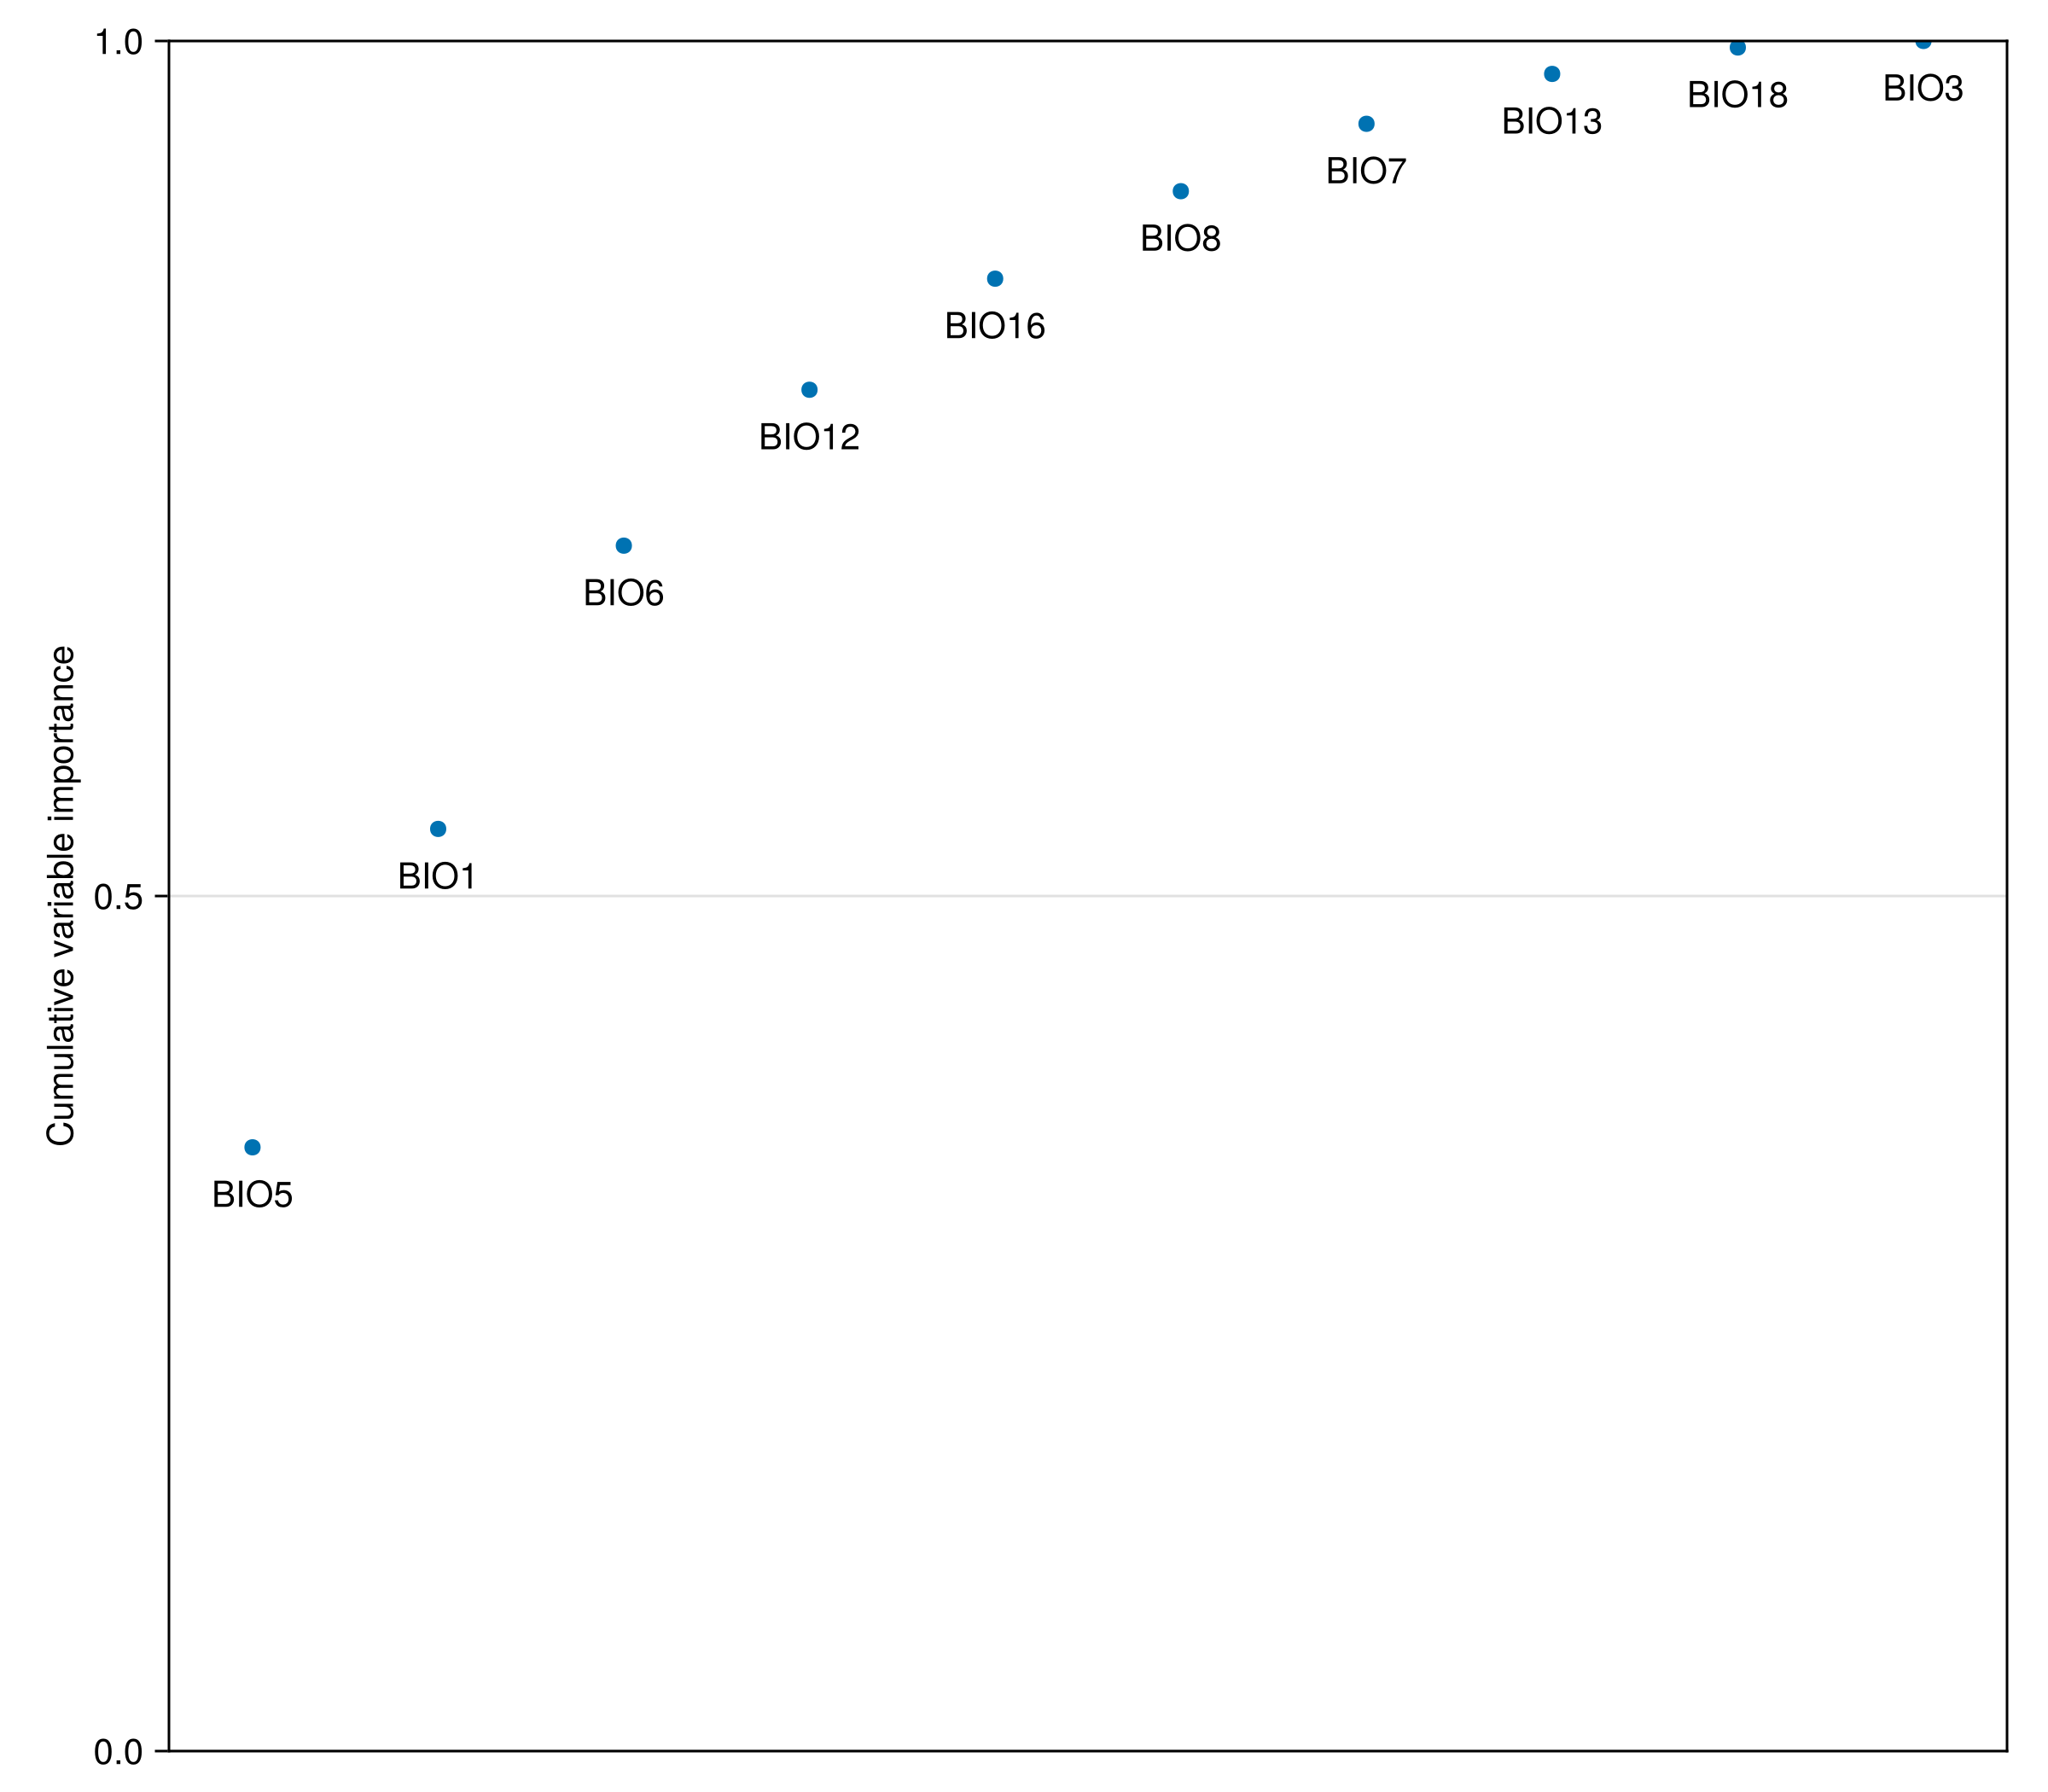 1.0
0.5
0.0
Cumulative variable importance
BIO5
BIO1
BIO6
BIO12
BIO16
BIO8
BIO7
BIO13
BIO18
BIO3